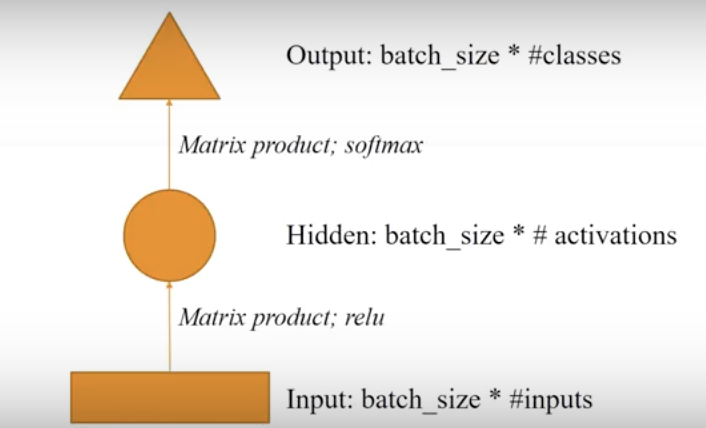 Output: batch_size * #classes
Matrix product; softmax
Hidden: batch_size * # activations
Matrix product; relu
Input: batch_size * #inputs